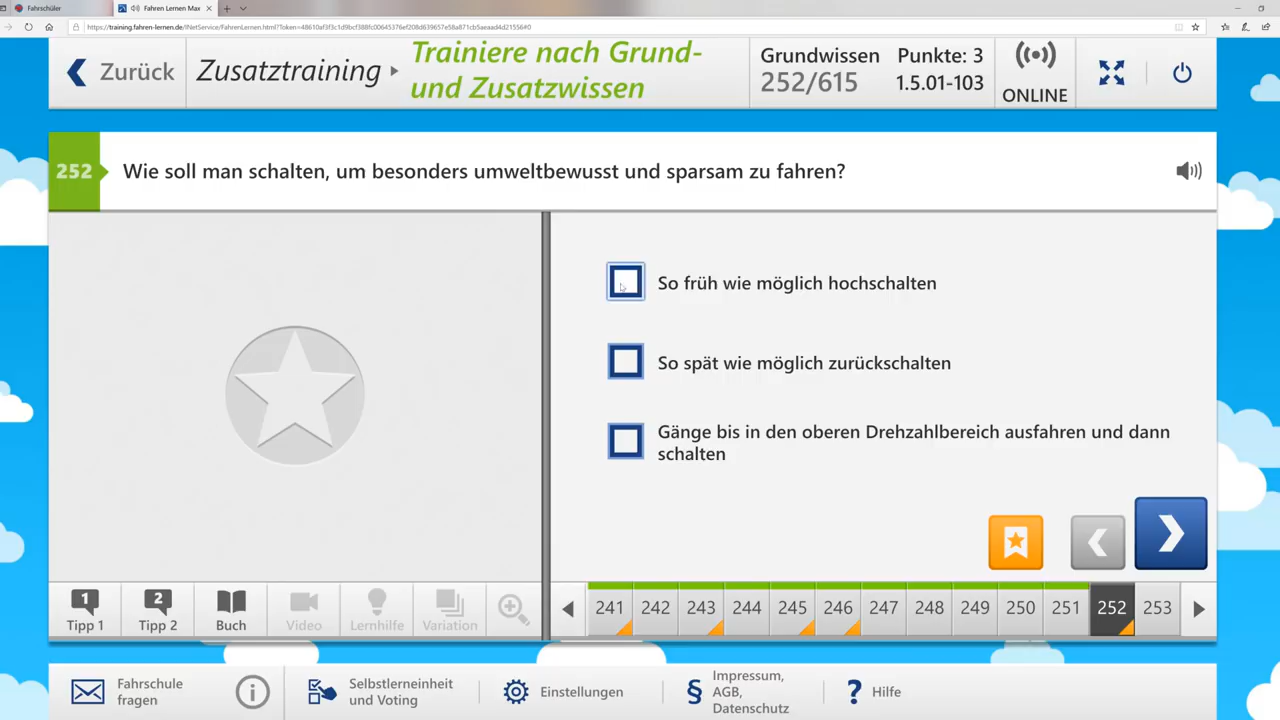 Fahrschüler
Fahren Lernen Max
Zurück
Zusatztraining
Trainiere nach Grund-
und Zusatzwissen
Grundwissen
252/615
Punkte: 3
1.5.01-103
ONLINE
252
Wie soll man schalten, um besonders umweltbewusst und sparsam zu fahren?
So früh wie möglich hochschalten
So spät wie möglich zurückschalten
Gänge bis in den oberen Drehzahlbereich ausfahren und dann
schalten
1
Tipp 1
2
Tipp 2
Buch
Video
Lernhilfe
Variation
241 242 243 244 245 246 247 248 249 250 251 252 253
Fahrschule
fragen
Selbstlerneinheit
und Voting
Einstellungen
§
Impressum,
AGB,
Datenschutz
?
Hilfe